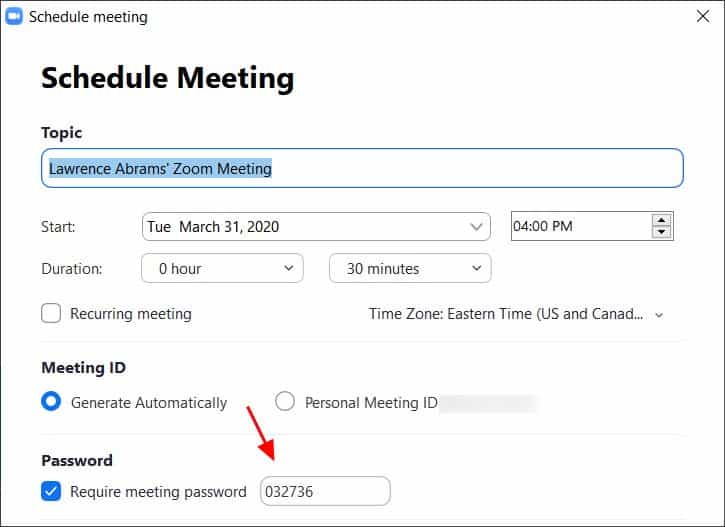 Schedule meeting
Schedule Meeting
Topic
Lawrence Abrams' Zoom Meeting
Start: Tue March 31, 2020 04:00 PM
Duration: 0 hour 30 minutes
Recurring meeting Time Zone: Eastern Time (US and Canad...
Meeting ID
Generate Automatically Personal Meeting ID
Password
Require meeting password 032736